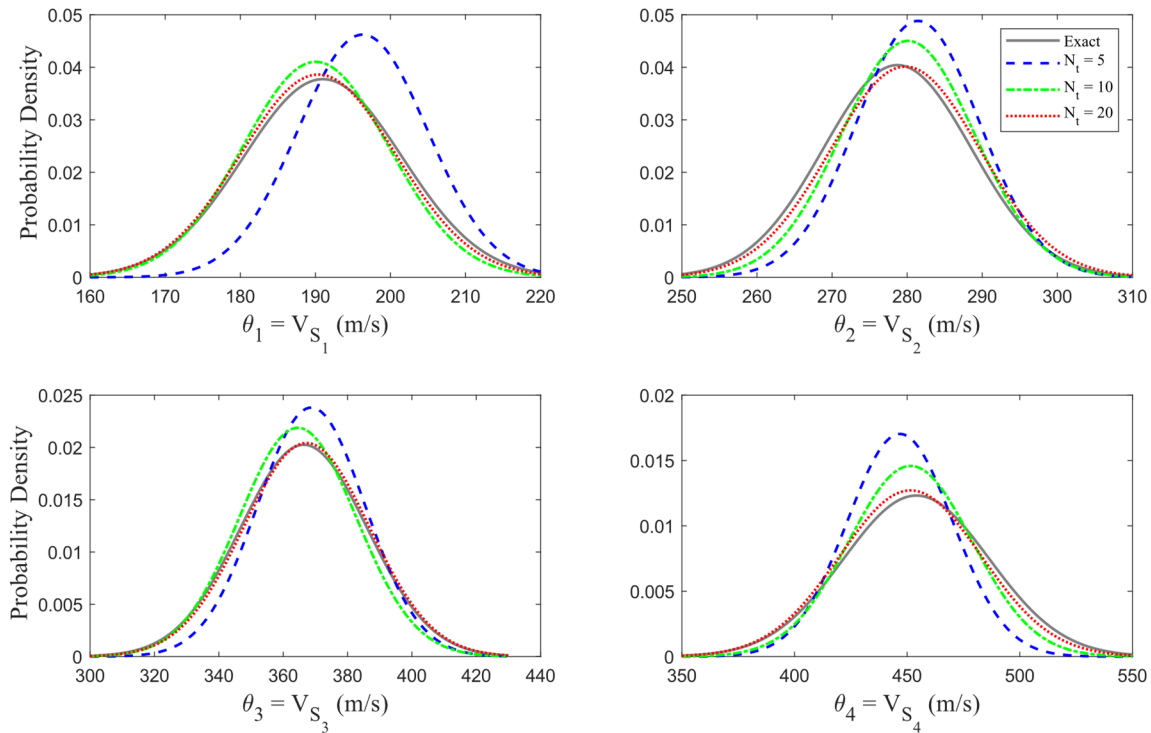 0.05
0.04
0.03
0.02
0.01
0
Probability Density
160 170 180 190 200 210 220
θ1 = VS1 (m/s)
0.05
0.04
0.03
0.02
0.01
0
250 260 270 280 290 300 310
θ2 = VS2 (m/s)
Exact
Nt = 5
Nt = 10
Nt = 20
0.025
0.02
0.015
0.01
0.005
0
Probability Density
300 320 340 360 380 400 420 440
θ3 = VS3 (m/s)
0.02
0.015
0.01
0.005
0
350 400 450 500 550
θ4 = VS4 (m/s)